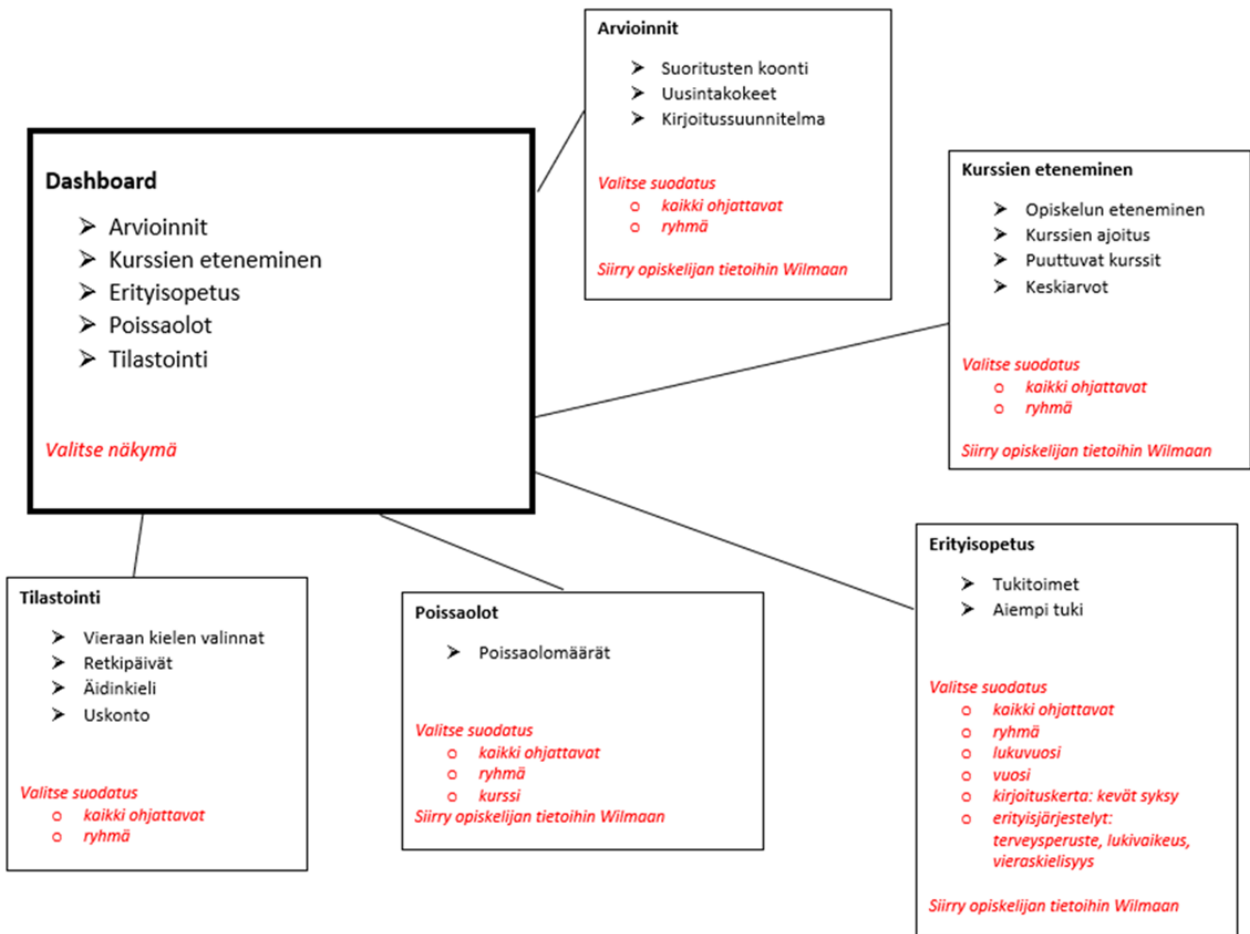 Arvioinnit
➢ Suoritusten koonti
➢ Uusintakokeet
➢ Kirjoitussuunnitelma
Valitse suodatus
o kaikki ohjattavat
o ryhmä
Siirry opiskelijan tietoihin Wilmaan
Dashboard
➢ Arvioinnit
➢ Kurssien eteneminen
➢ Erityisopetus
➢ Poissaolot
➢ Tilastointi
Valitse näkymä
Kurssien eteneminen
➢ Opiskelun eteneminen
➢ Kurssien ajoitus
➢ Puuttuvat kurssit
➢ Keskiarvot
Valitse suodatus
o kaikki ohjattavat
o ryhmä
Siirry opiskelijan tietoihin Wilmaan
Tilastointi
➢ Vieraan kielen valinnat
➢ Retkipäivät
➢ Äidinkieli
➢ Uskonto
Valitse suodatus
o kaikki ohjattavat
o ryhmä
Poissaolot
➢ Poissaolomäärät
Valitse suodatus
o kaikki ohjattavat
o ryhmä
o kurssi
Siirry opiskelijan tietoihin Wilmaan
Erityisopetus
➢ Tukitoimet
➢ Aiempi tuki
Valitse suodatus
o kaikki ohjattavat
o ryhmä
o lukuvuosi
o vuosi
o kirjoituskerta: kevät syksy
o erityisjärjestelyt:
terveysperuste, lukivaikeus,
vieraskielisyys
Siirry opiskelijan tietoihin Wilmaan